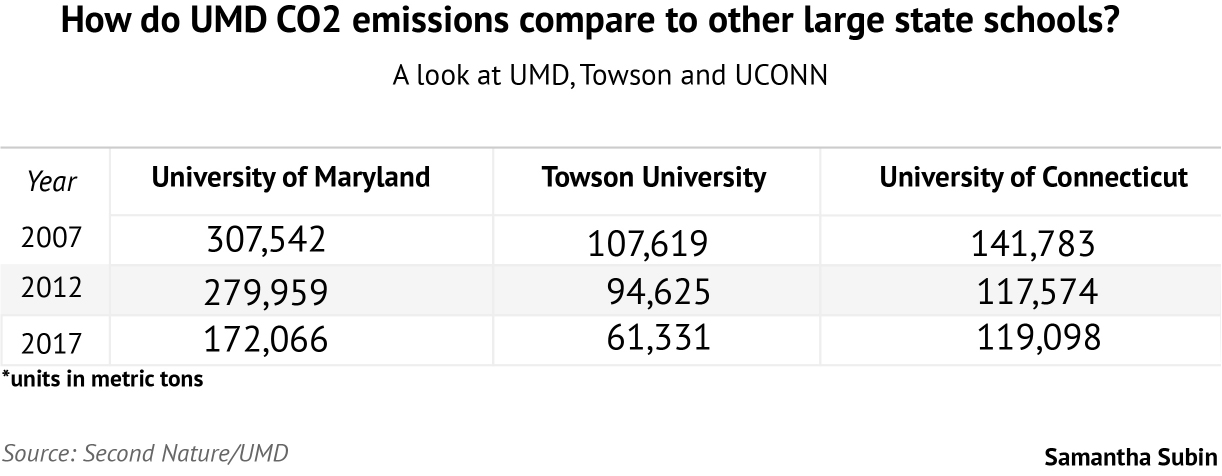 How do UMD CO2 emissions compare to other large state schools?
A look at UMD, Towson and UCONN
Year University of Maryland Towson University University of Connecticut
2007 307,542 107,619 141,783
2012 279,959 94,625 117,574
2017 172,066 61,331 119,098
*units in metric tons
Source: Second Nature/UMD Samantha Subin